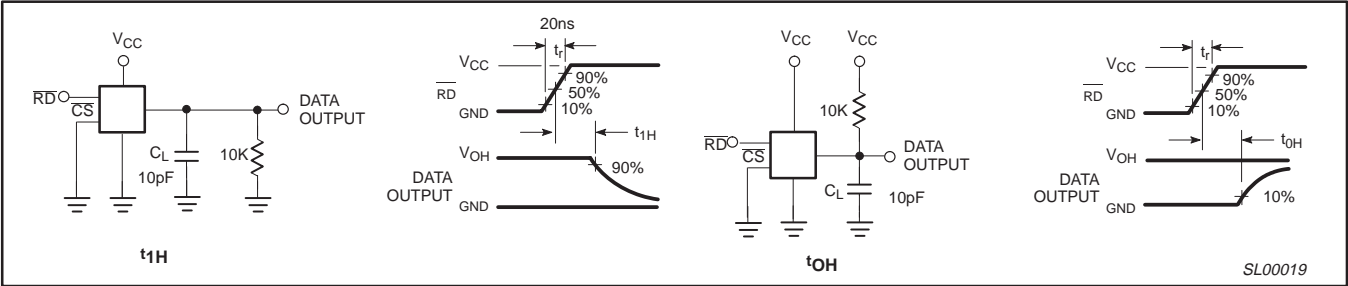 VCC
RD
CS
DATA
OUTPUT
CL
10pF
10K
t1H
20ns
tr
VCC
RD
GND
90%
50%
10%
t1H
VOH
90%
DATA
OUTPUT
GND
VCC
VCC
10K
RD
CS
DATA
OUTPUT
CL
10pF
tOH
tr
VCC
RD
GND
90%
50%
10%
t0H
VOH
DATA
OUTPUT
GND
10%
SL00019